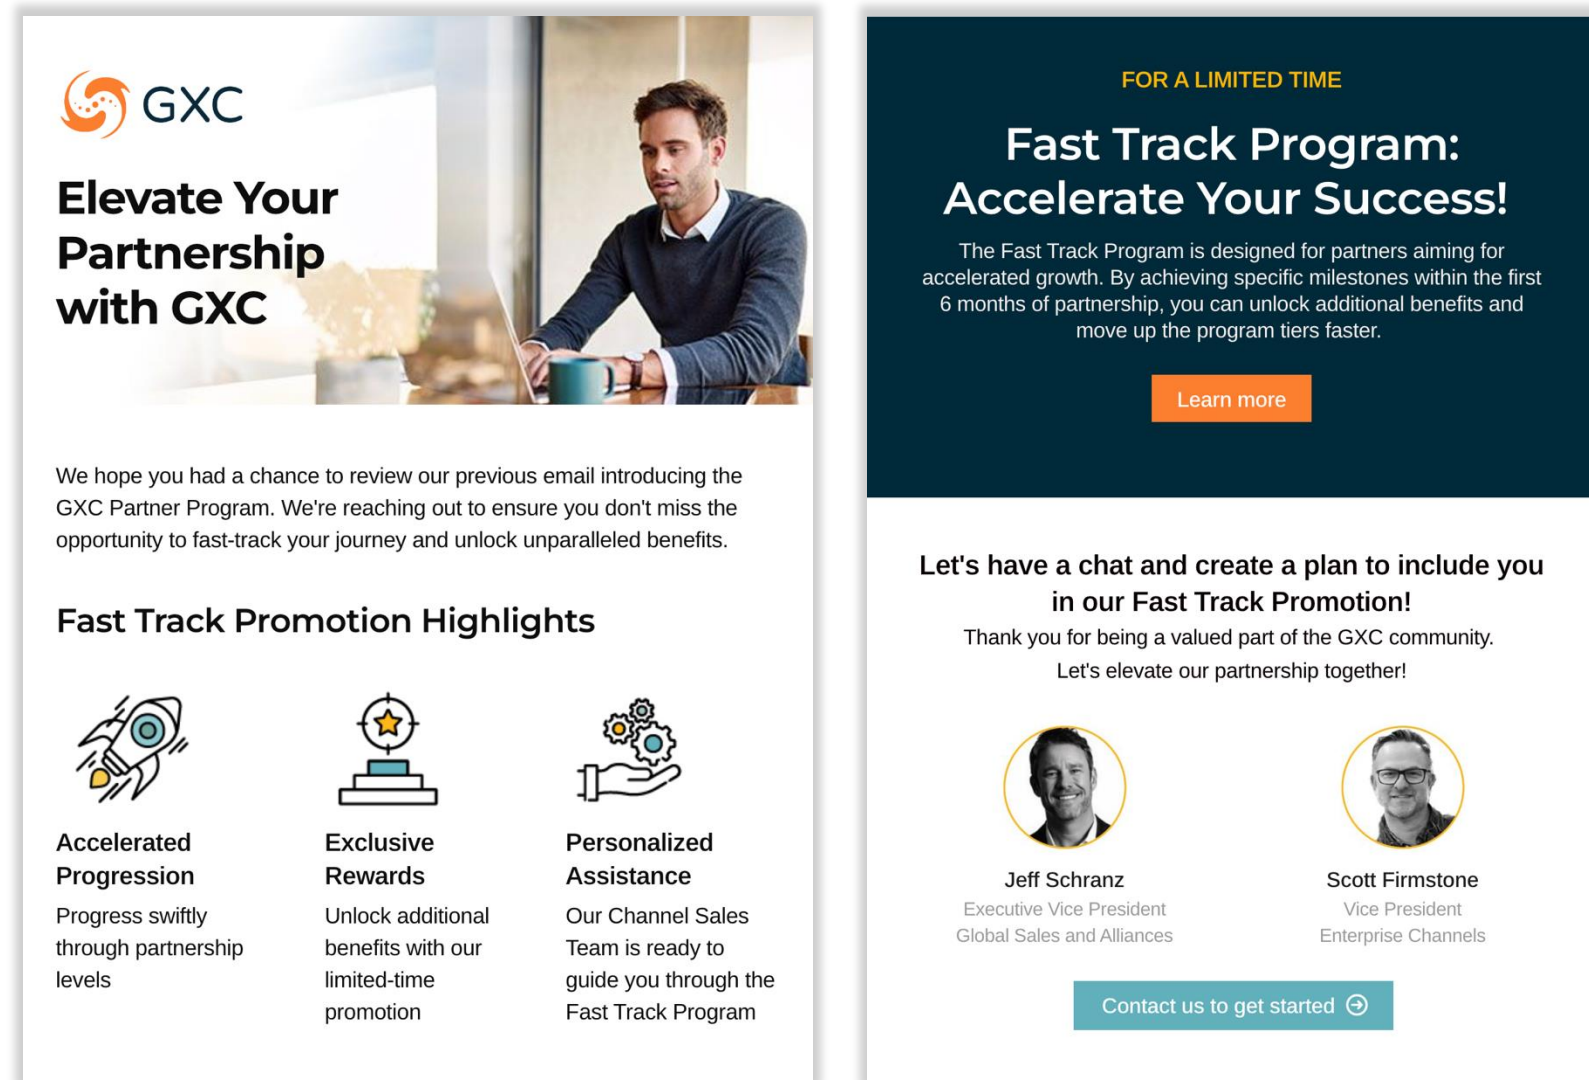 GXC
Elevate Your
Partnership
with GXC
We hope you had a chance to review our previous email introducing the
GXC Partner Program. We're reaching out to ensure you don't miss the
opportunity to fast-track your journey and unlock unparalleled benefits.
Fast Track Promotion Highlights
Accelerated
Progression
Progress swiftly
through partnership
levels
Exclusive
Rewards
Unlock additional
benefits with our
limited-time
promotion
Personalized
Assistance
Our Channel Sales
Team is ready to
guide you through the
Fast Track Program
FOR A LIMITED TIME
Fast Track Program:
Accelerate Your Success!
The Fast Track Program is designed for partners aiming for
accelerated growth. By achieving specific milestones within the first
6 months of partnership, you can unlock additional benefits and
move up the program tiers faster.
Learn more
Let's have a chat and create a plan to include you
in our Fast Track Promotion!
Thank you for being a valued part of the GXC community.
Let's elevate our partnership together!
Jeff Schranz
Executive Vice President
Global Sales and Alliances
Scott Firmstone
Vice President
Enterprise Channels
Contact us to get started